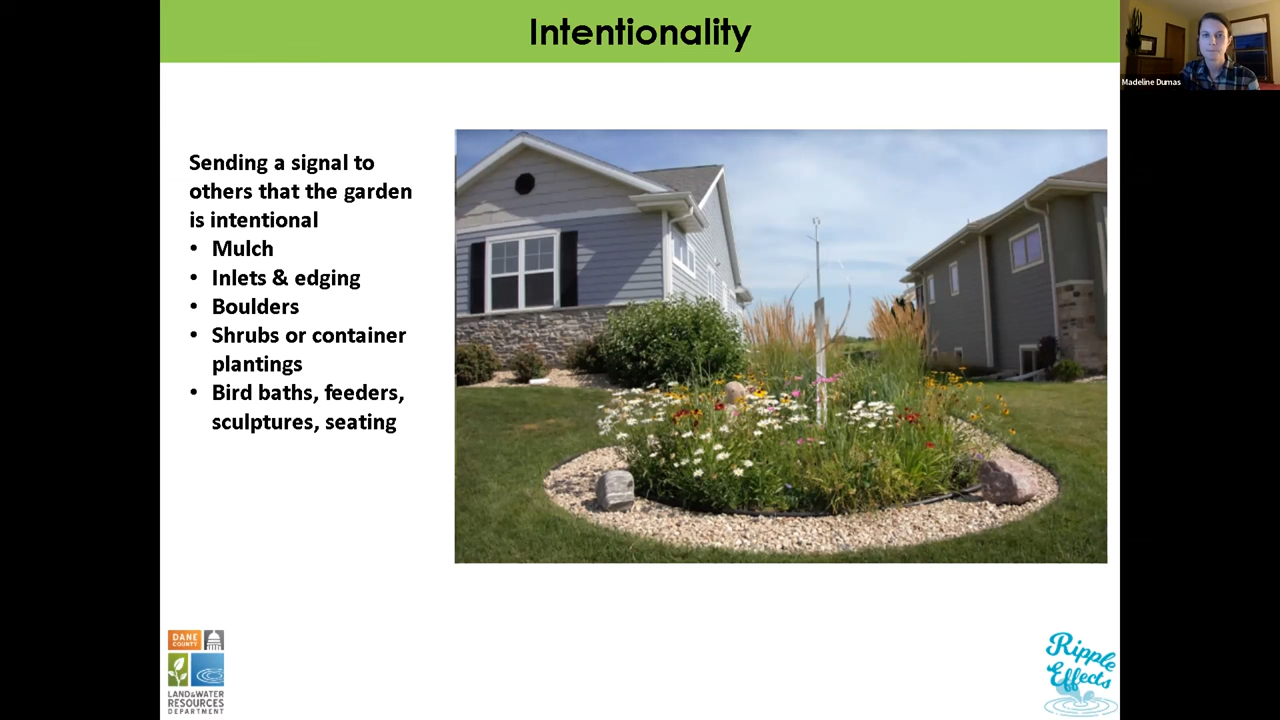 Intentionality
Madeline Dumas
Sending a signal to
others that the garden
is intentional
• Mulch
• Inlets & edging
• Boulders
• Shrubs or container
plantings
• Bird baths, feeders,
sculptures, seating
DANE
COUNTY
LAND & WATER
RESOURCES
DEPARTMENT
Ripple
Effects